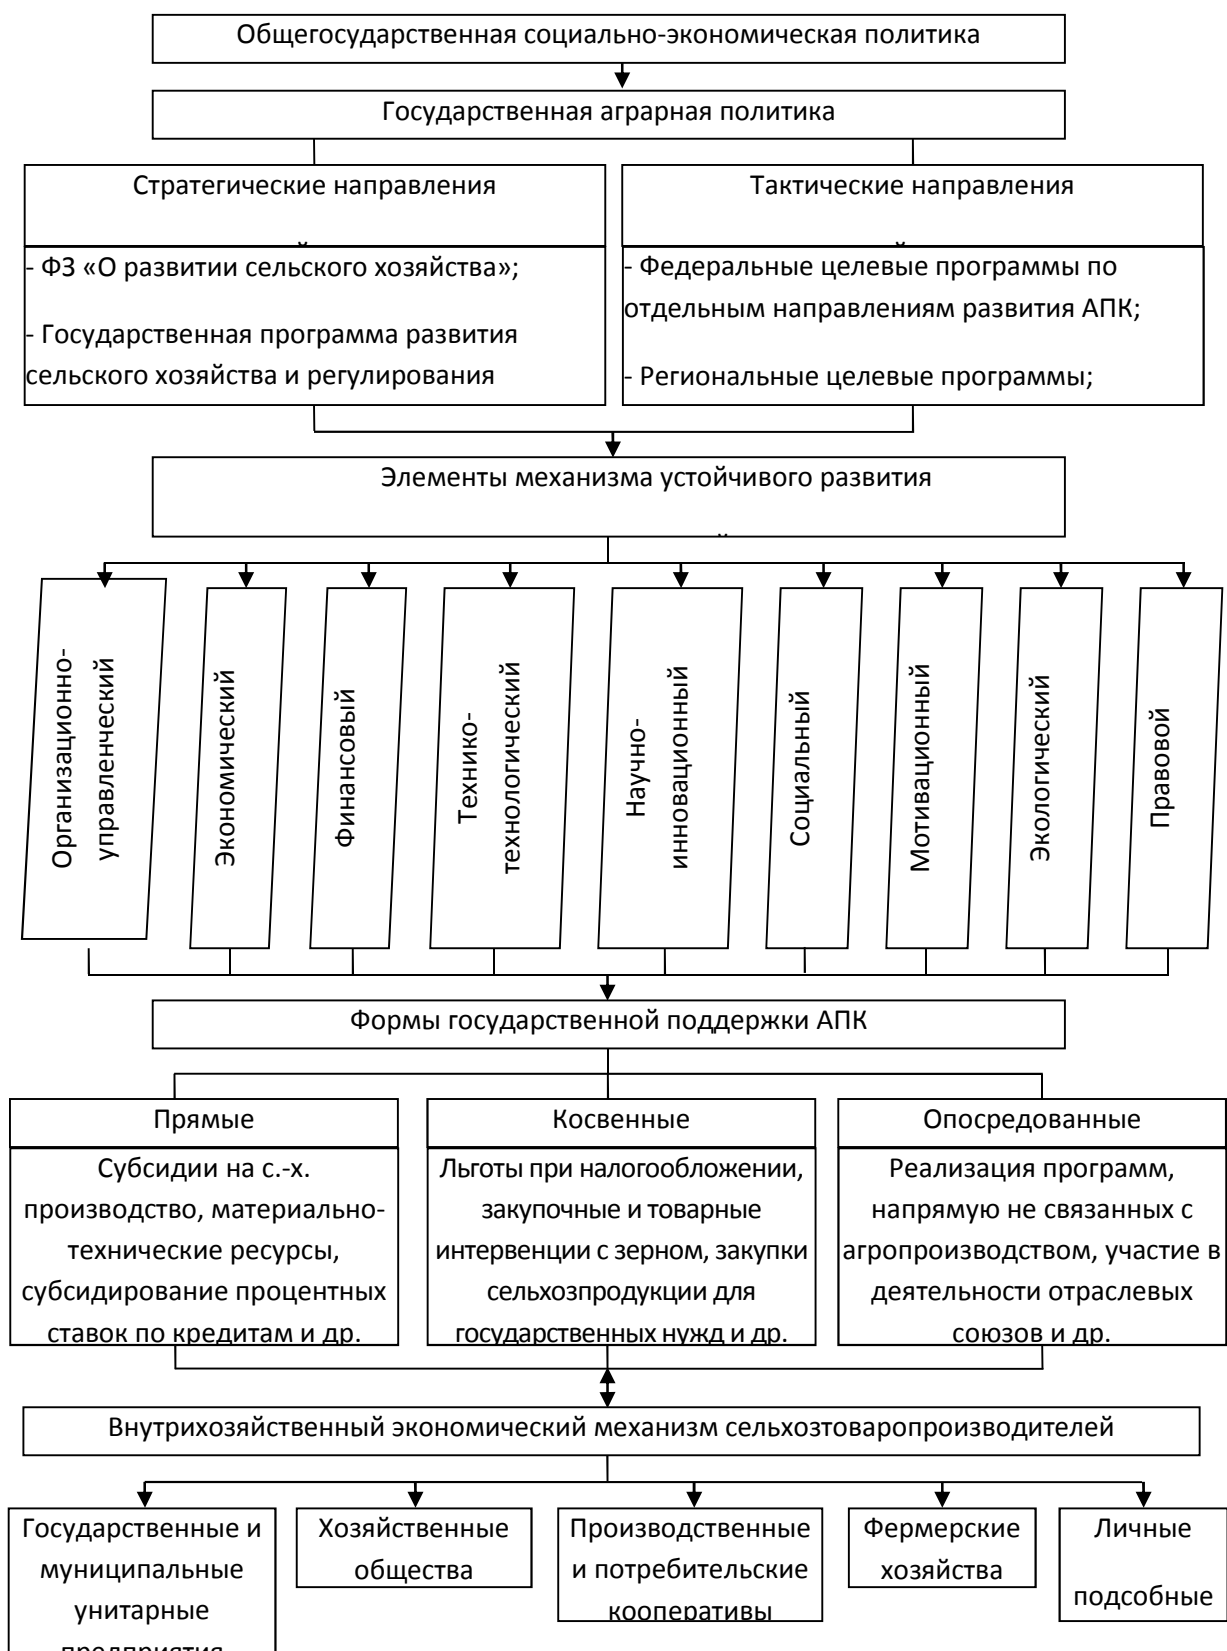 Общегосударственная социально-экономическая политика
Государственная аграрная политика
Стратегические направления
- ФЗ «О развитии сельского хозяйства»;
- Государственная программа развития
сельского хозяйства и регулирования
Тактические направления
- Федеральные целевые программы по
отдельным направлениям развития АПК;
- Региональные целевые программы;
Элементы механизма устойчивого развития
Организационно-
управленческий
Экономический
Финансовый
Технико-
технологический
Научно-
инновационный
Социальный
Мотивационный
Экологический
Правовой
Формы государственной поддержки АПК
Прямые
Субсидии на с.-х.
производство, материально-
технические ресурсы,
субсидирование процентных
ставок по кредитам и др.
Косвенные
Льготы при налогообложении,
закупочные и товарные
интервенции с зерном, закупки
сельхозпродукции для
государственных нужд и др.
Опосредованные
Реализация программ,
напрямую не связанных с
агропроизводством, участие в
деятельности отраслевых
союзов и др.
Внутрихозяйственный экономический механизм сельхозтоваропроизводителей
Государственные и
муниципальные
унитарные
предприятия
Хозяйственные
общества
Производственные
и потребительские
кооперативы
Фермерские
хозяйства
Личные
подсобные